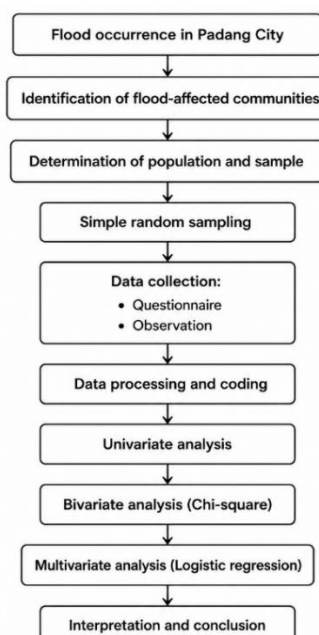 Flood occurrence in Padang City
Identification of flood-affected communities
Determination of population and sample
Simple random sampling
Data collection:
• Questionnaire
• Observation
Data processing and coding
Univariate analysis
Bivariate analysis (Chi-square)
Multivariate analysis (Logistic regression)
Interpretation and conclusion